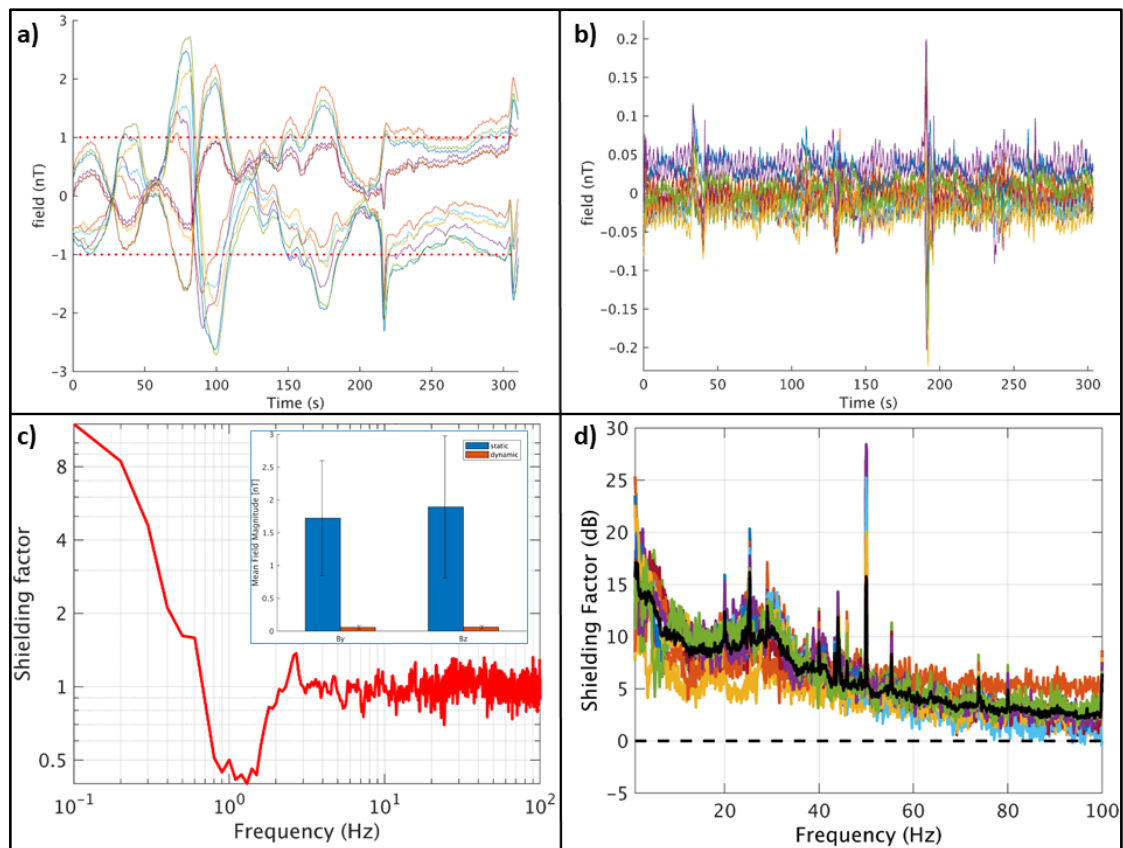 a)
field (nT)
3
2
1
0
−1
−2
−3
0 50 100 150 200 250 300
Time (s)
b)
field (nT)
0.2
0.15
0.1
0.05
0
−0.05
−0.1
−0.15
−0.2
0 50 100 150 200 250 300
Time (s)
c)
Shielding factor
8
4
2
1
0.5
10⁻¹ 10⁰ 10¹ 10²
Frequency (Hz)
Mean Field Magnitude [nT]
3
2.5
2
1.5
1
0.5
0
By Bz
static
dynamic
d)
Shielding Factor (dB)
30
25
20
15
10
5
0
-5
20 40 60 80 100
Frequency (Hz)